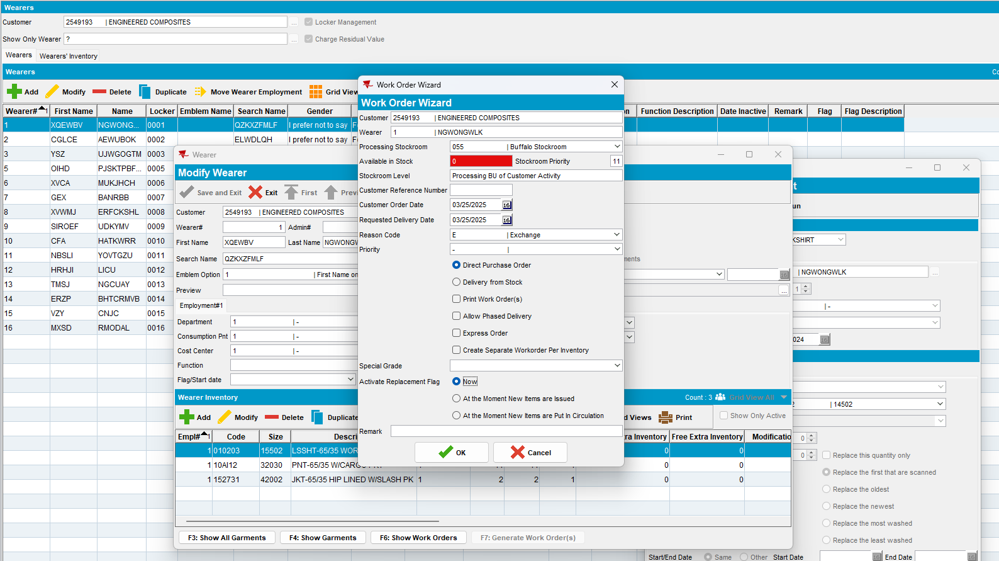 Wearers
Customer 2549193 | ENGINEERED COMPOSITES ... Locker Management
Show Only Wearer ? ... Charge Residual Value
Wearers Wearers' Inventory
Wearers Co
Add Modify Delete Duplicate Move Wearer Employment Grid View
Wearer# 1 First Name Name Locker Emblem Name Search Name Gender n Function Description Date Inactive Remark Flag Flag Description
1 XQEWBV NGWONG... 0001 QZKXZFMLF I prefer not to say F
2 CGLCE AEWUBOK 0002 ELWDLQH I prefer not to say F
3 YSZ UJWGOGTM 0003
5 OIHD PJSKTPBF... 0005
6 XVCA MUKJHCH 0006
7 GEX BANRBB 0007
8 XVWMJ ERFCKSHL 0008
9 SIROEF UDKYMV 0009
10 CFA HATKWRR 0010
11 NBSLI YOVTGZU 0011
12 HRHJI LICU 0012
13 TMSJ NGCUAY 0013
14 ERZP BHTCRMVB 0014
15 VZY CNJC 0015
16 MXSD RMODAL 0016
Wearer
Modify Wearer
Save and Exit Exit First Previ
Customer 2549193 | ENGINEERED COMPOSITES
Wearer# 1 Admin#
First Name XQEWBV Last Name NGWONGW
Search Name QZKXZFMLF ments
Emblem Option 1 | First Name on 16
Preview ...
Employment#1
Department 1 | -
Consumption Pnt 1 | -
Cost Center 1 | -
Function
Flag/Start date
Wearer Inventory Count : 3 Grid View All
Add Modify Delete Duplicate d Views Print Show Only Active
Empl# 1 Code Size Descri ra Inventory Free Extra Inventory Modificatio
1 010203 15502 LSSHT-65/35 WOR 0 0
1 10AI12 32030 PNT-65/35 W/CARGO PKT 0 0
1 152731 42002 JKT-65/35 HIP LINED W/SLASH PK 1 2 2 1 0 0
F3: Show All Garments F4: Show Garments F6: Show Work Orders F7: Generate Work Order(s)
Work Order Wizard
Work Order Wizard
Customer 2549193 | ENGINEERED COMPOSITES
Wearer 1 | NGWONGWLK
Processing Stockroom 055 | Buffalo Stockroom
Available in Stock 0 Stockroom Priority 11
Stockroom Level Processing BU of Customer Activity
Customer Reference Number
Customer Order Date 03/25/2025 16
Requested Delivery Date 03/25/2025 16
Reason Code E | Exchange
Priority - |
Direct Purchase Order
Delivery from Stock
Print Work Order(s)
Allow Phased Delivery
Express Order
Create Separate Workorder Per Inventory
Special Grade
Activate Replacement Flag Now
At the Moment New Items are Issued
At the Moment New Items are Put In Circulation
Remark
OK Cancel
t
un
KSHIRT
| NGWONGWLK ...
1
| -
024 16
2 | 14502
0
0 Replace this quantity only
Replace the first that are scanned
Replace the oldest
Replace the newest
Replace the most washed
Replace the least washed
Start/End Date Same Other Start Date 16 End Date 16